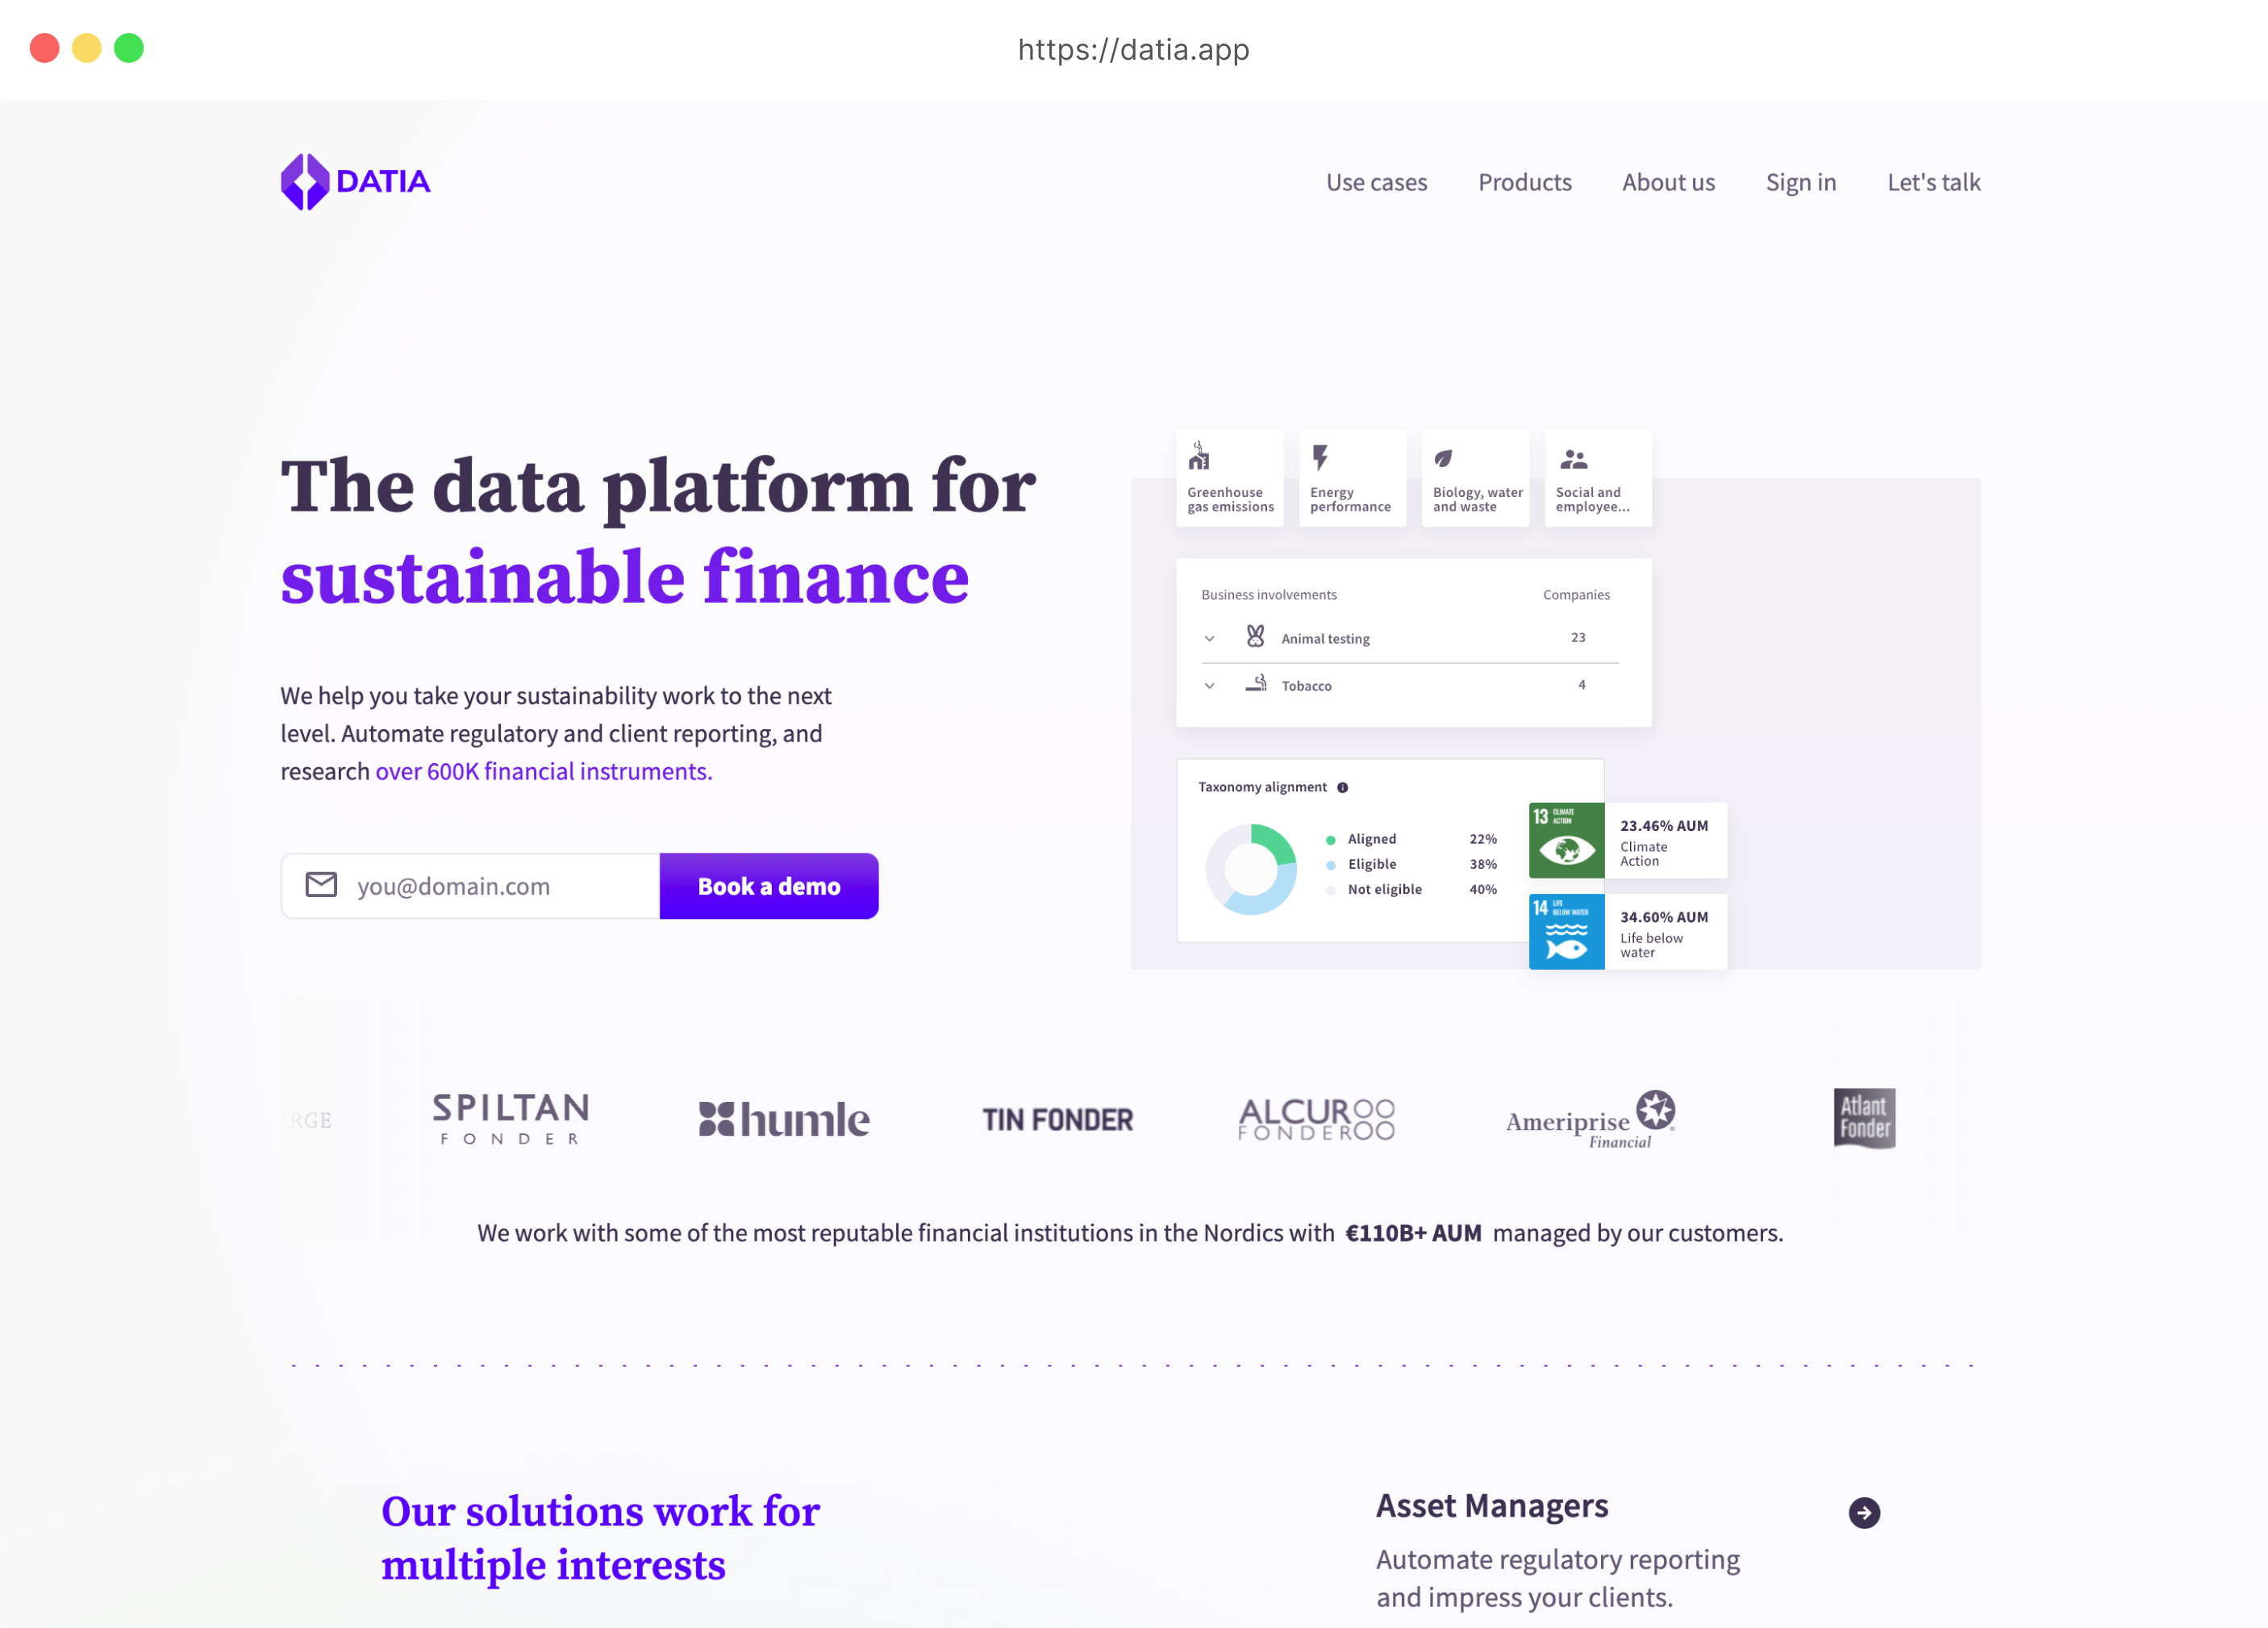 https://datia.app
DATIA
Use cases
Products
About us
Sign in
Let's talk
The data platform for
sustainable finance
We help you take your sustainability work to the next
level. Automate regulatory and client reporting, and
research over 600K financial instruments.
you@domain.com
Book a demo
Greenhouse
gas emissions
Energy
performance
Biology, water
and waste
Social and
employee...
Business involvements
Companies
Animal testing
23
Tobacco
4
Taxonomy alignment
Aligned
22%
Eligible
38%
Not eligible
40%
13 CLIMATE
ACTION
23.46% AUM
Climate
Action
14 LIFE
BELOW WATER
34.60% AUM
Life below
water
RGE
SPILTAN
FONDER
humle
TIN FONDER
ALCUR
FONDER
Ameriprise
Financial
Atlant
Fonder
We work with some of the most reputable financial institutions in the Nordics with €110B+ AUM managed by our customers.
Our solutions work for
multiple interests
Asset Managers
Automate regulatory reporting
and impress your clients.